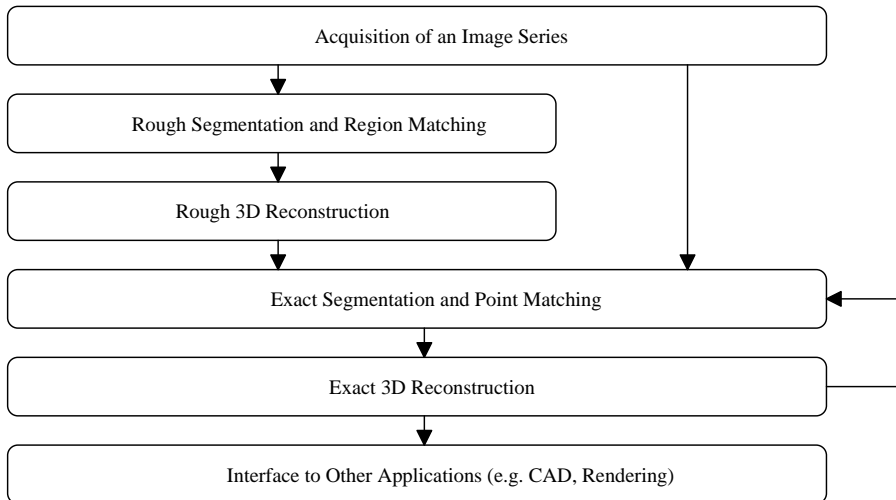 Acquisition of an Image Series
Rough Segmentation and Region Matching
Rough 3D Reconstruction
Exact Segmentation and Point Matching
Exact 3D Reconstruction
Interface to Other Applications (e.g. CAD, Rendering)